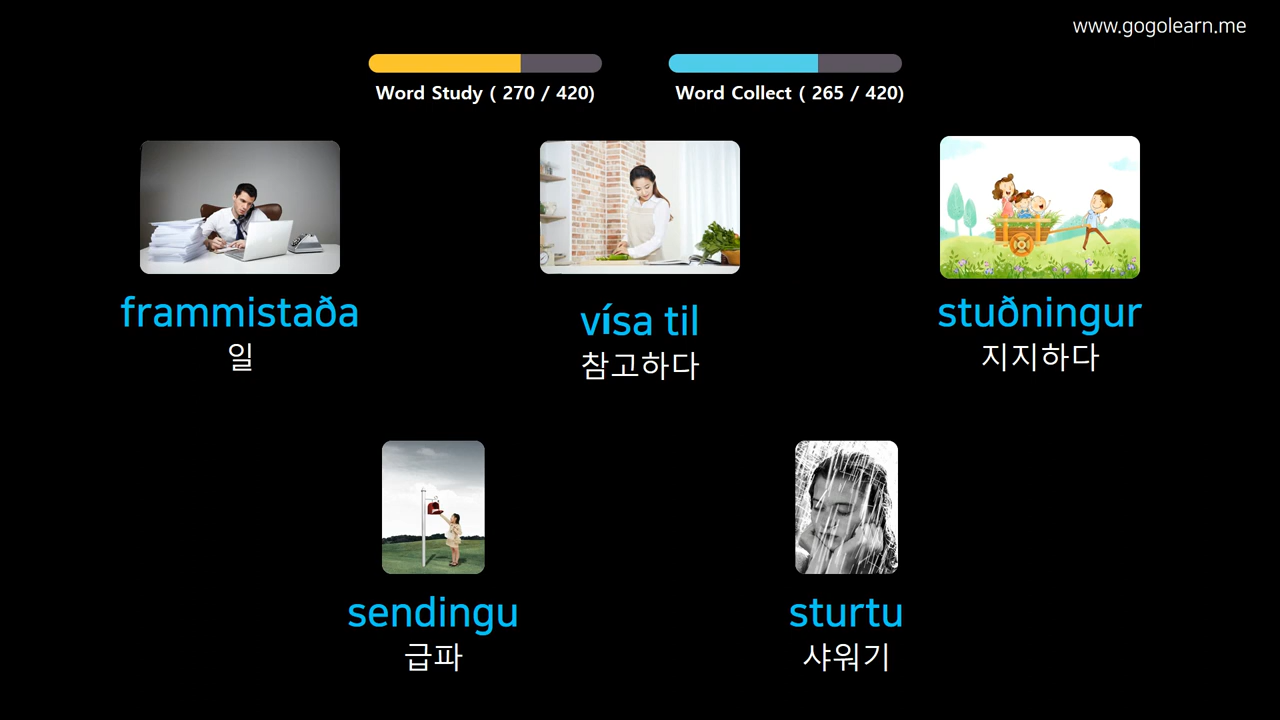 www.gogolearn.me
Word Study ( 270 / 420)
Word Collect ( 265 / 420)
frammistaða
일
vísa til
참고하다
stuðningur
지지하다
sendingu
급파
sturtu
샤워기